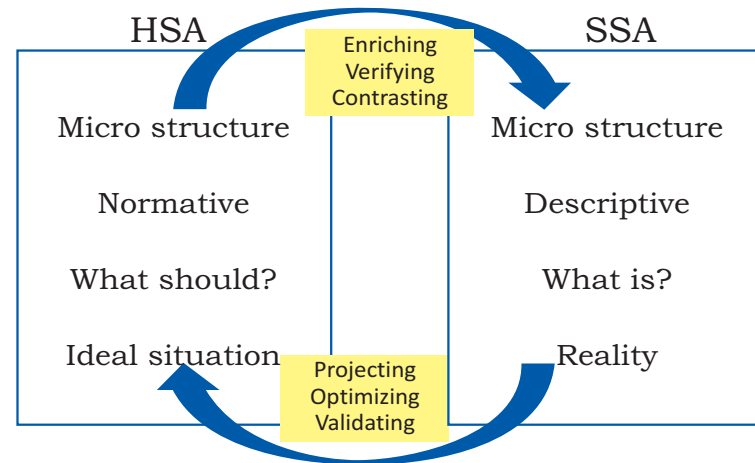 HSA
SSA
Enriching
Verifying
Contrasting
Micro structure
Micro structure
Normative
Descriptive
What should?
What is?
Ideal situation
Reality
Projecting
Optimizing
Validating